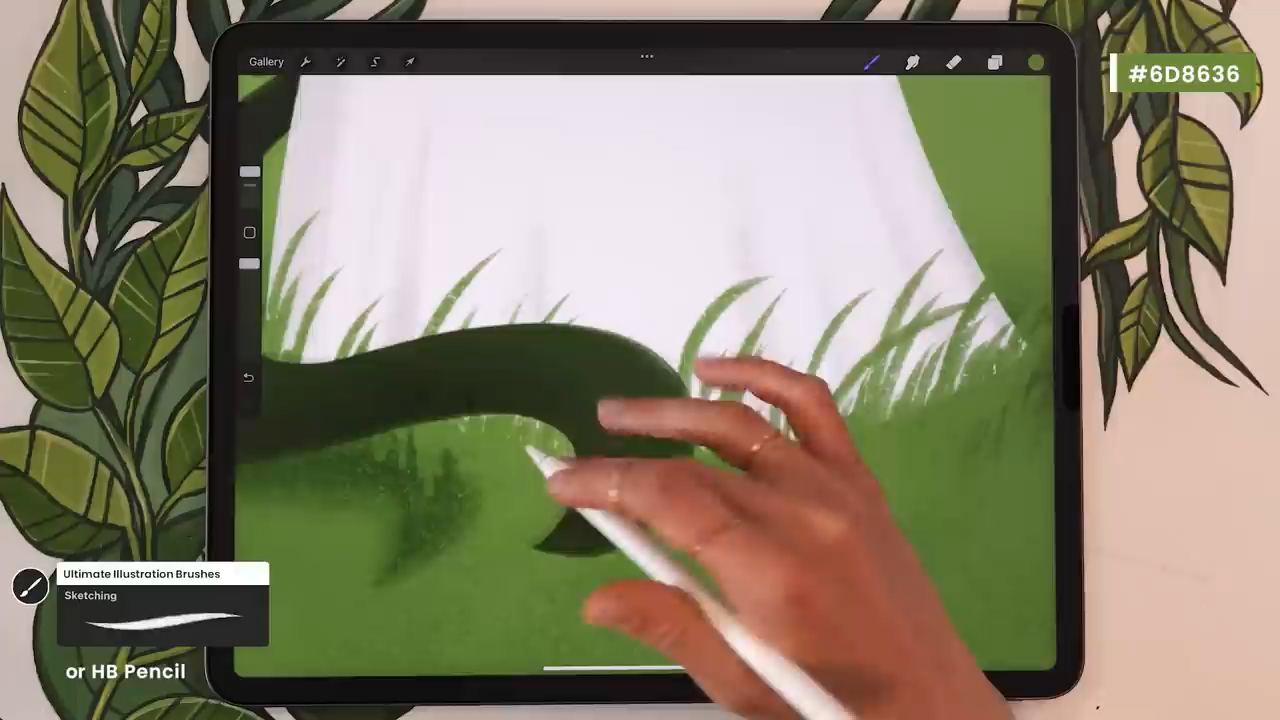 Gallery
#6D8636
Ultimate Illustration Brushes
Sketching
or HB Pencil